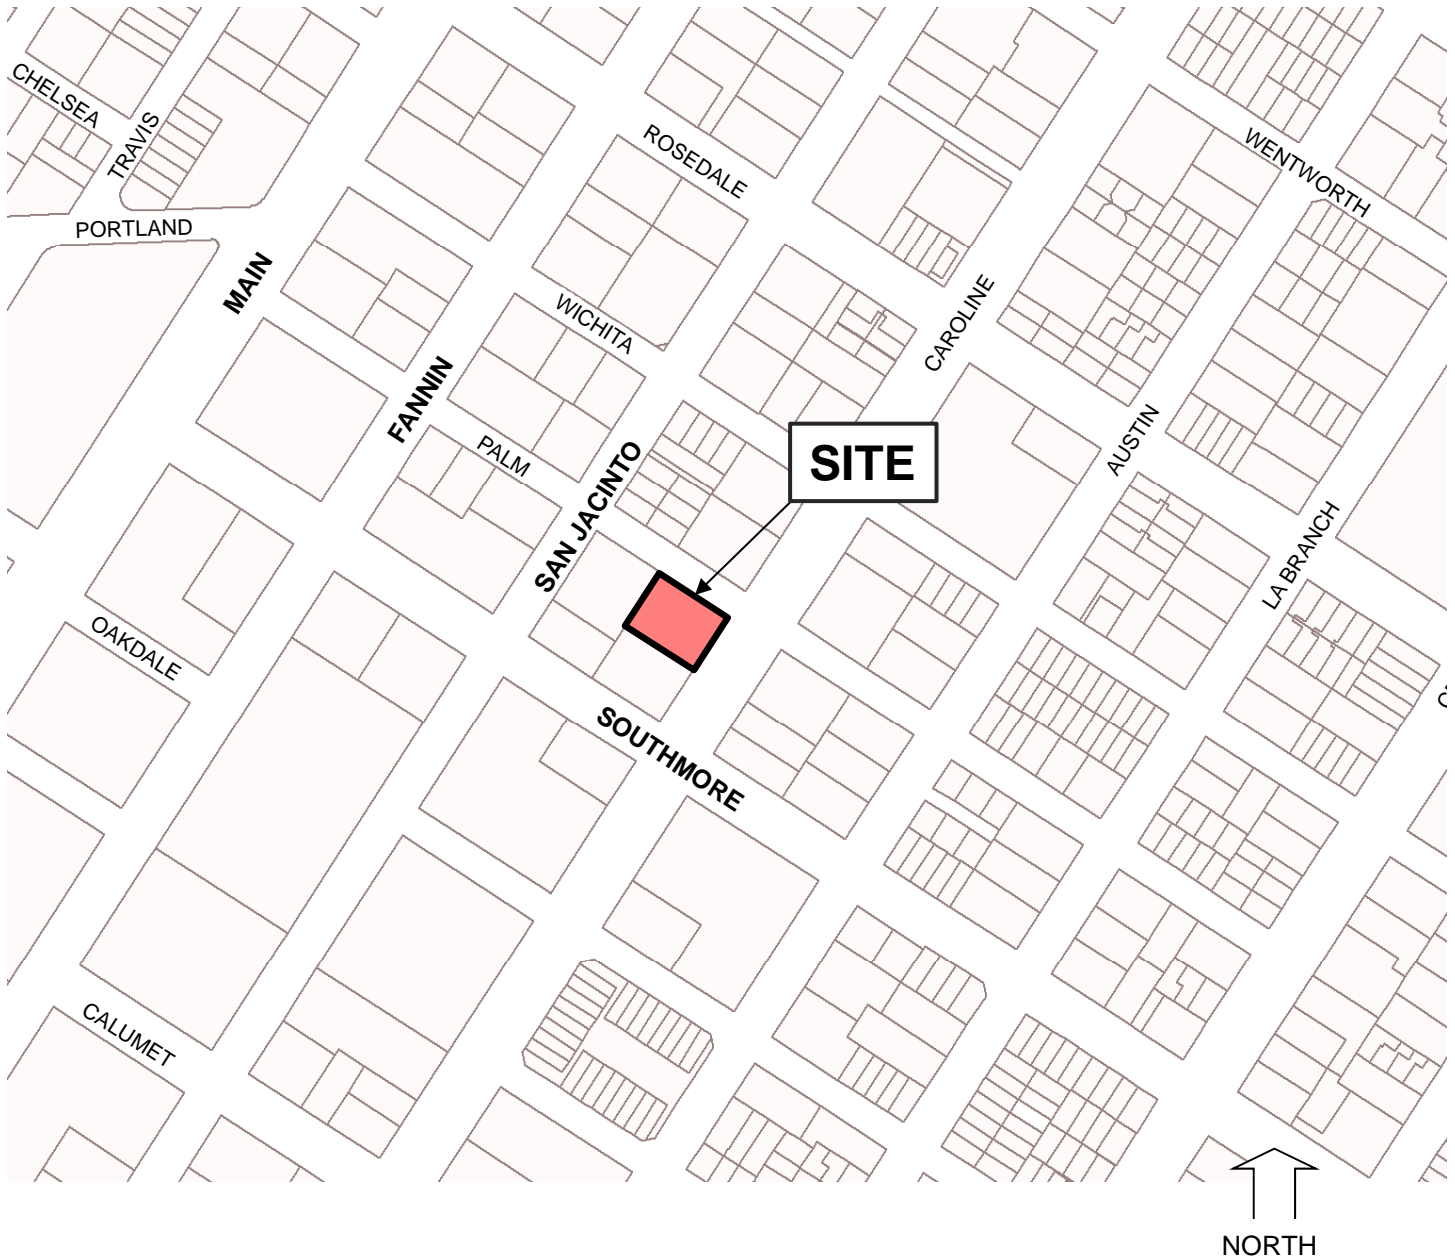 CHELSEA
TRAVIS
ROSEDALE
WENTWORTH
PORTLAND
MAIN
WICHITA
CAROLINE
FANNIN
PALM
AUSTIN
SAN JACINTO
SITE
LA BRANCH
OAKDALE
SOUTHMORE
CALUMET
NORTH